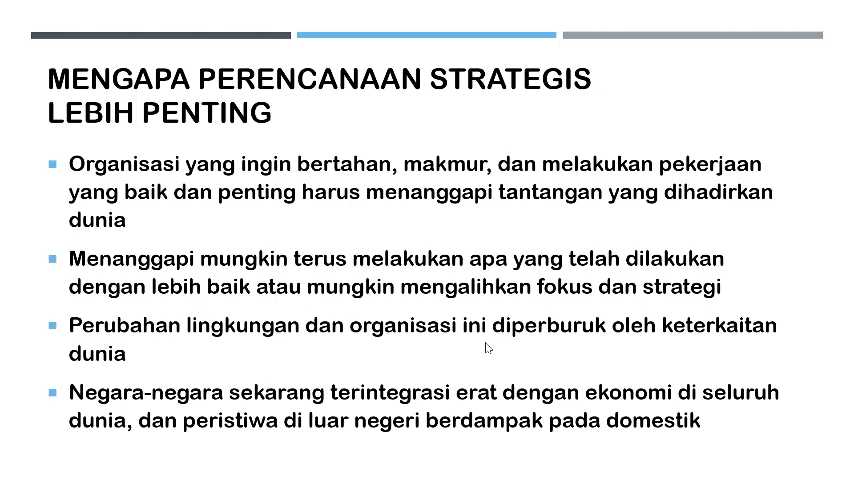 MENGAPA PERENCANAAN STRATEGIS
LEBIH PENTING
Organisasi yang ingin bertahan, makmur, dan melakukan pekerjaan
yang baik dan penting harus menanggapi tantangan yang dihadirkan
dunia
Menanggapi mungkin terus melakukan apa yang telah dilakukan
dengan lebih baik atau mungkin mengalihkan fokus dan strategi
Perubahan lingkungan dan organisasi ini diperburuk oleh keterkaitan
dunia
Negara-negara sekarang terintegrasi erat dengan ekonomi di seluruh
dunia, dan peristiwa di luar negeri berdampak pada domestik